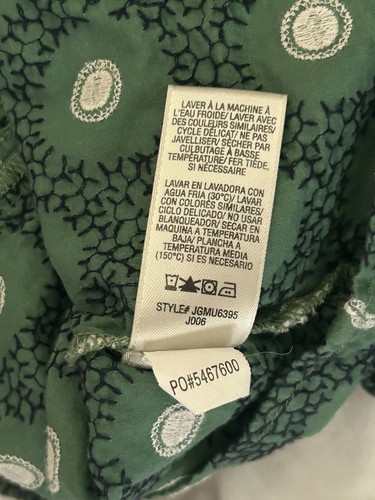 LAVER À LA MACHINE À
L'EAU FROIDE/ LAVER AVEC
DES COULEURS SIMILAIRES/
CYCLE DÉLICAT/ NE PAS
JAVELLISER/ SÉCHER PAR
CULBUTAGE À BASSE
TEMPÉRATURE/ FER TIÈDE,
SI NÉCESSAIRE
LAVAR EN LAVADORA CON
AGUA FRIA (30°C)/ LAVAR
CON COLORES SIMILARES/
CICLO DELICADO/ NO USAR
BLANQUEADOR/ SECAR EN
MAQUINA A TEMPERATURA
BAJA/ PLANCHA A
TEMPERATURA MEDIA
(150°C) SI ES NECESARIO
STYLE# JGMU6395
J006
PO#5467600